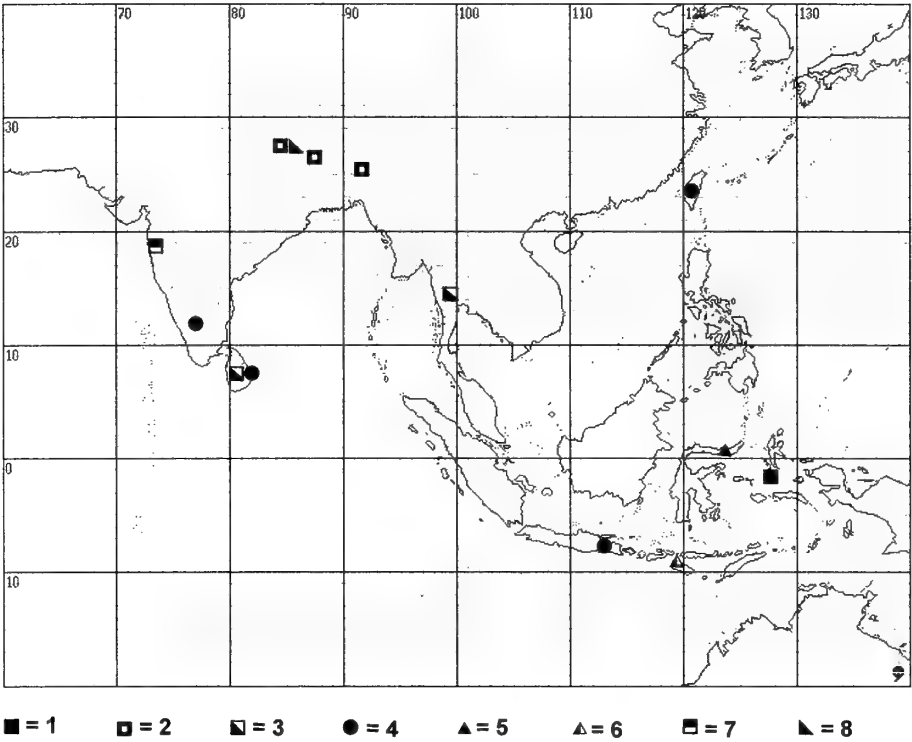 70 80 90 100 110 120 130
30
20
10
0
10
= 1 = 2 = 3 = 4 = 5 = 6 = 7 = 8